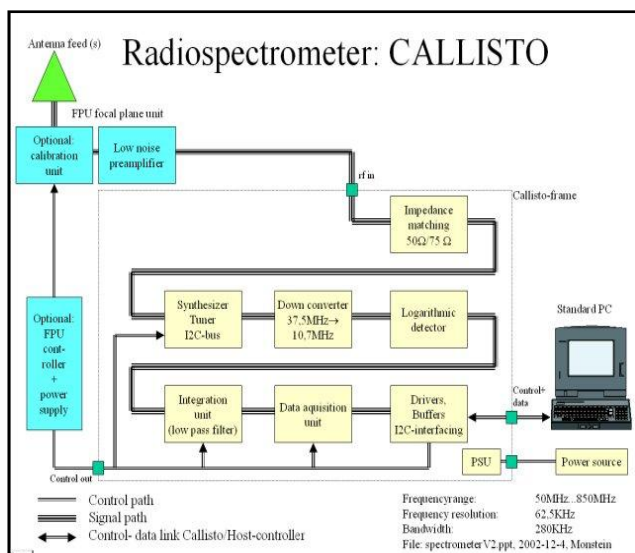 Radiospectrometer: CALLISTO
Antenna feed (s)
FPU focal plane unit
Optional:
calibration
unit
Low noise
preamplifier
rf in
Callisto-frame
Impedance
matching
50Ω/75 Ω
Synthesizer
Tuner
I2C-bus
Down converter
37,5MHz→
10,7MHz
Logarithmic
detector
Standard PC
Optional:
FPU
cont-
roller
+
power
supply
Integration
unit
(low pass filter)
Data aquisition
unit
Drivers,
Buffers
I2C-interfacing
Control+
data
PSU
Power source
Control out
Control path
Signal path
Control- data link Callisto/Host-controller
Frequencyrange: 50MHz...850MHz
Frequency resolution: 62.5KHz
Bandwidth: 280KHz
File: spectrometerV2.ppt, 2002-12-4, Monstein